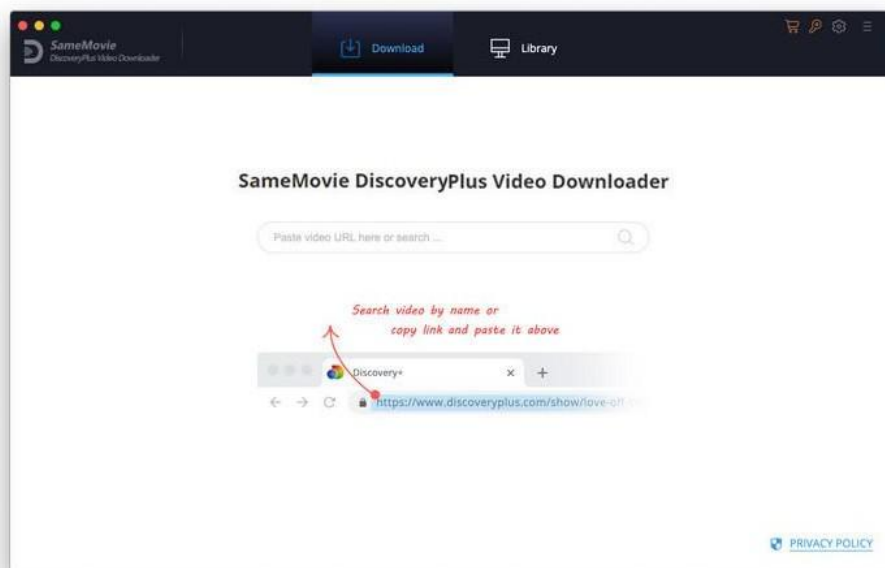 SameMovie
DiscoveryPlus Video Downloader
Download
Library
SameMovie DiscoveryPlus Video Downloader
Paste video URL here or search ...
Search video by name or
copy link and paste it above
Discovery+
https://www.discoveryplus.com/show/love-off
PRIVACY POLICY